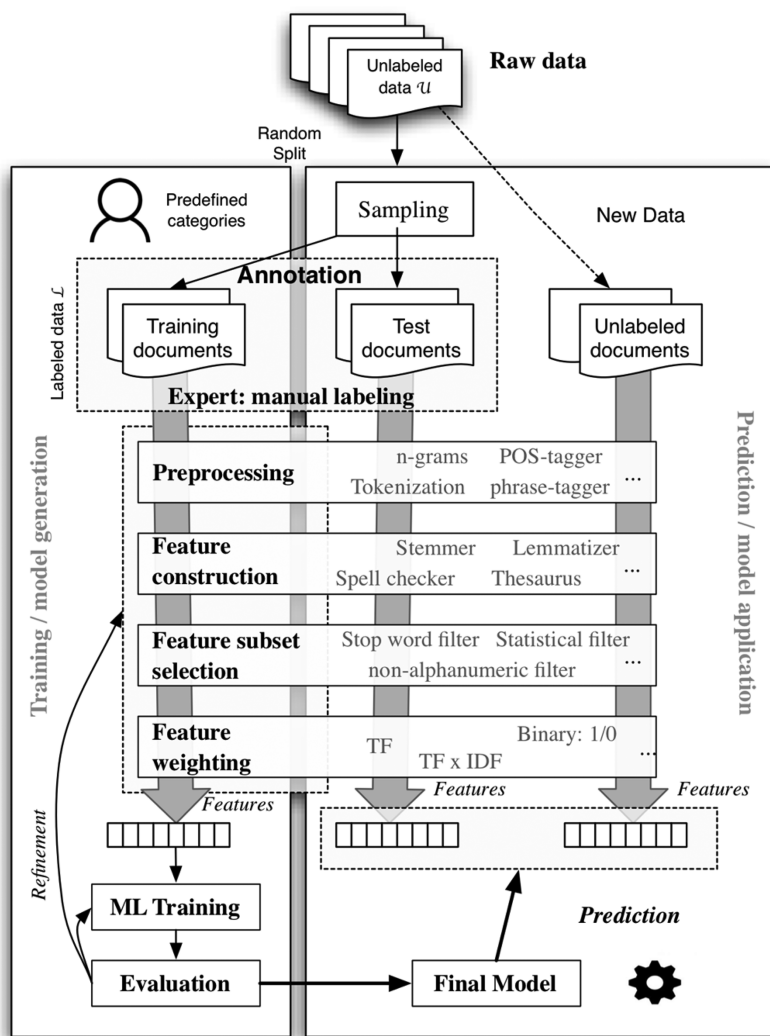 Unlabeled
data 𝒰
Raw data
Random
Split
Predefined
categories
Sampling
New Data
Annotation
Labeled data ℒ
Training
documents
Test
documents
Unlabeled
documents
Expert: manual labeling
Training / model generation
Prediction / model application
Preprocessing
n-grams POS-tagger
Tokenization phrase-tagger ...
Feature
construction
Stemmer Lemmatizer
Spell checker Thesaurus ...
Feature subset
selection
Stop word filter Statistical filter
non-alphanumeric filter ...
Feature
weighting
Binary: 1/0
TF
TF x IDF ...
Features
Features
Features
Refinement
ML Training
Prediction
Evaluation
Final Model